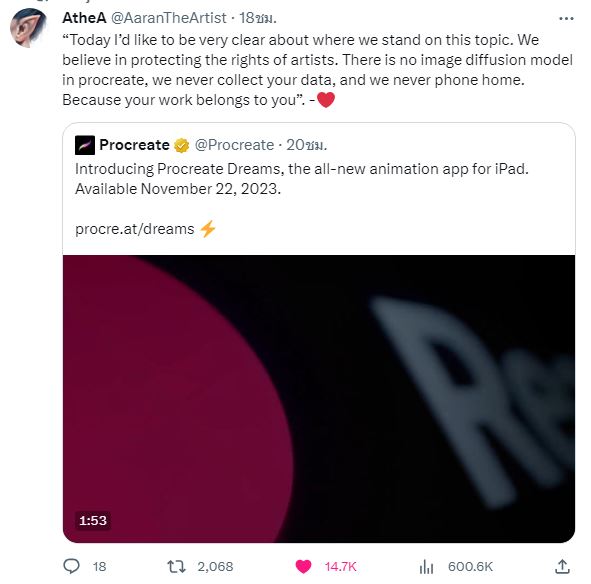 AtheA @AaranTheArtist · 18ชม.
“Today I’d like to be very clear about where we stand on this topic. We
believe in protecting the rights of artists. There is no image diffusion model
in procreate, we never collect your data, and we never phone home.
Because your work belongs to you”. -❤️
Procreate @Procreate · 20ชม.
Introducing Procreate Dreams, the all-new animation app for iPad.
Available November 22, 2023.
procre.at/dreams ⚡
Re
1:53
18 2,068 14.7K 600.6K